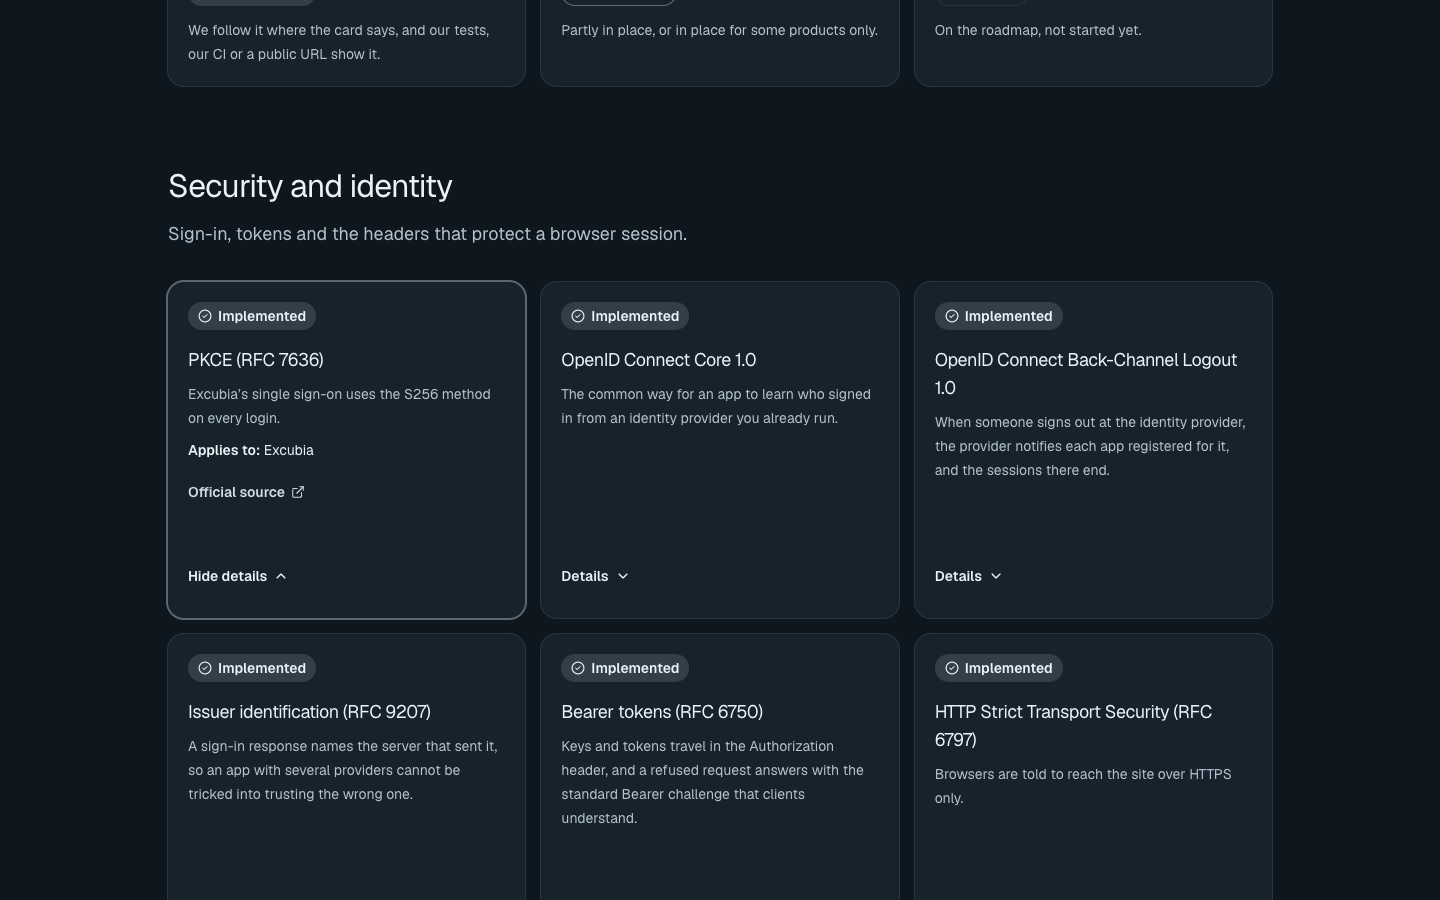 We follow it where the card says, and our tests,
our CI or a public URL show it.
Partly in place, or in place for some products only.
On the roadmap, not started yet.
Security and identity
Sign-in, tokens and the headers that protect a browser session.
Implemented
PKCE (RFC 7636)
Excubia's single sign-on uses the S256 method
on every login.
Applies to: Excubia
Official source
Hide details
Implemented
OpenID Connect Core 1.0
The common way for an app to learn who signed
in from an identity provider you already run.
Details
Implemented
OpenID Connect Back-Channel Logout
1.0
When someone signs out at the identity provider,
the provider notifies each app registered for it,
and the sessions there end.
Details
Implemented
Issuer identification (RFC 9207)
A sign-in response names the server that sent it,
so an app with several providers cannot be
tricked into trusting the wrong one.
Implemented
Bearer tokens (RFC 6750)
Keys and tokens travel in the Authorization
header, and a refused request answers with the
standard Bearer challenge that clients
understand.
Implemented
HTTP Strict Transport Security (RFC
6797)
Browsers are told to reach the site over HTTPS
only.